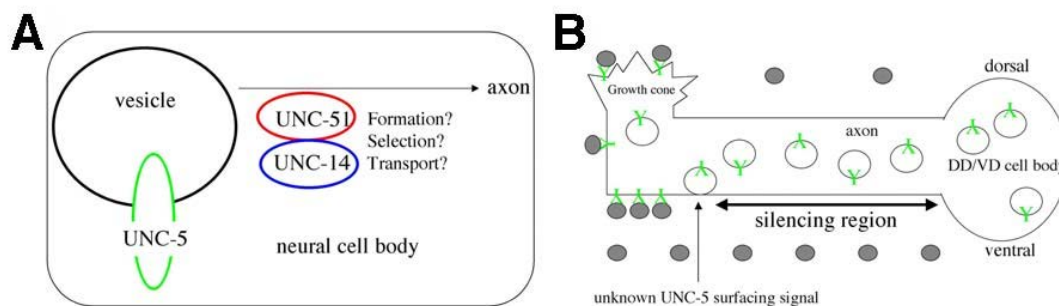 A
vesicle
axon
UNC-51
UNC-14
Formation?
Selection?
Transport?
UNC-5
neural cell body
B
dorsal
Growth cone
axon
DD/VD cell body
silencing region
ventral
unknown UNC-5 surfacing signal